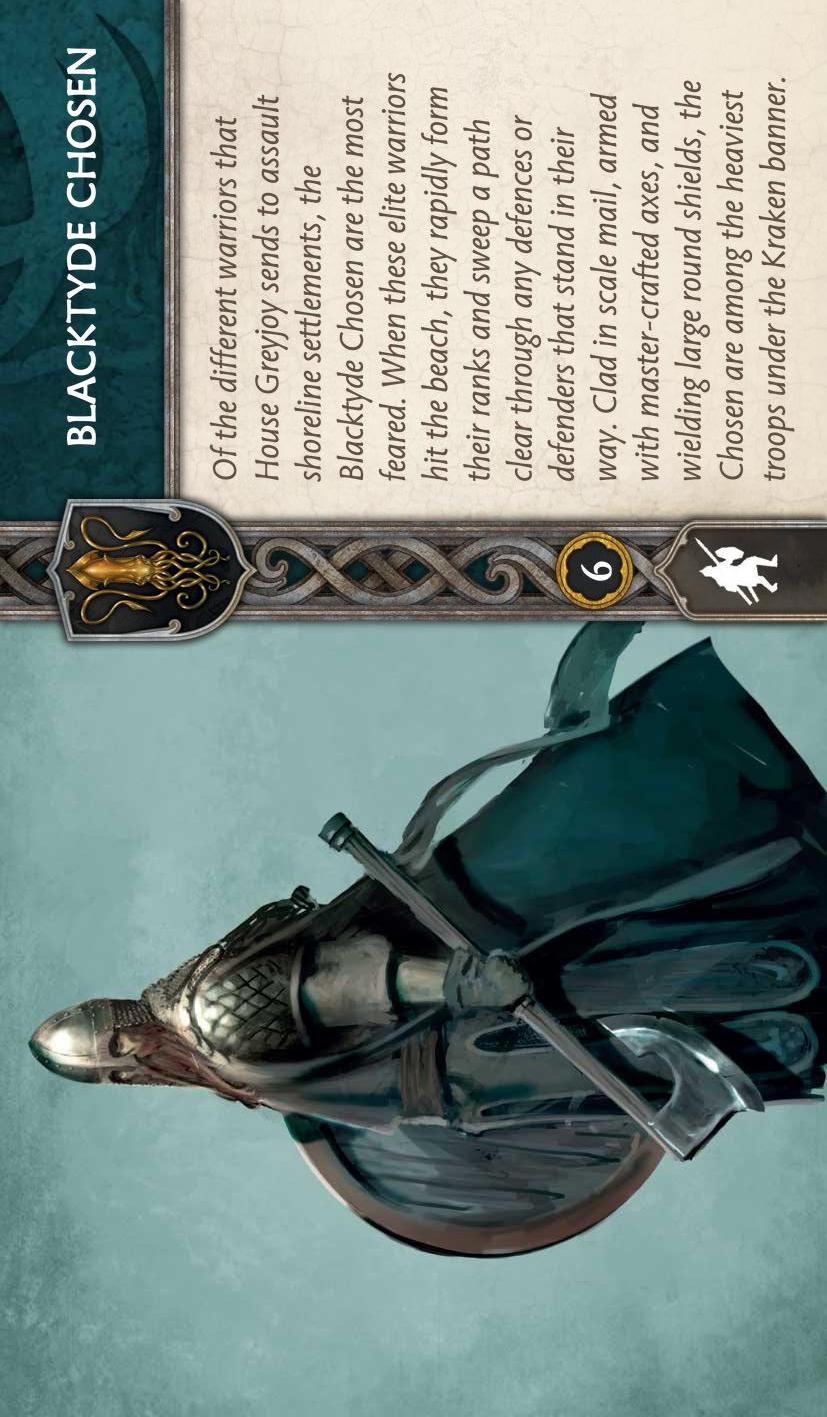 BLACKTYDE CHOSEN
Of the different warriors that
House Greyjoy sends to assault
shoreline settlements, the
Blacktyde Chosen are the most
feared. When these elite warriors
hit the beach, they rapidly form
their ranks and sweep a path
clear through any defences or
defenders that stand in their
way. Clad in scale mail, armed
with master-crafted axes, and
wielding large round shields, the
Chosen are among the heaviest
troops under the Kraken banner.
6